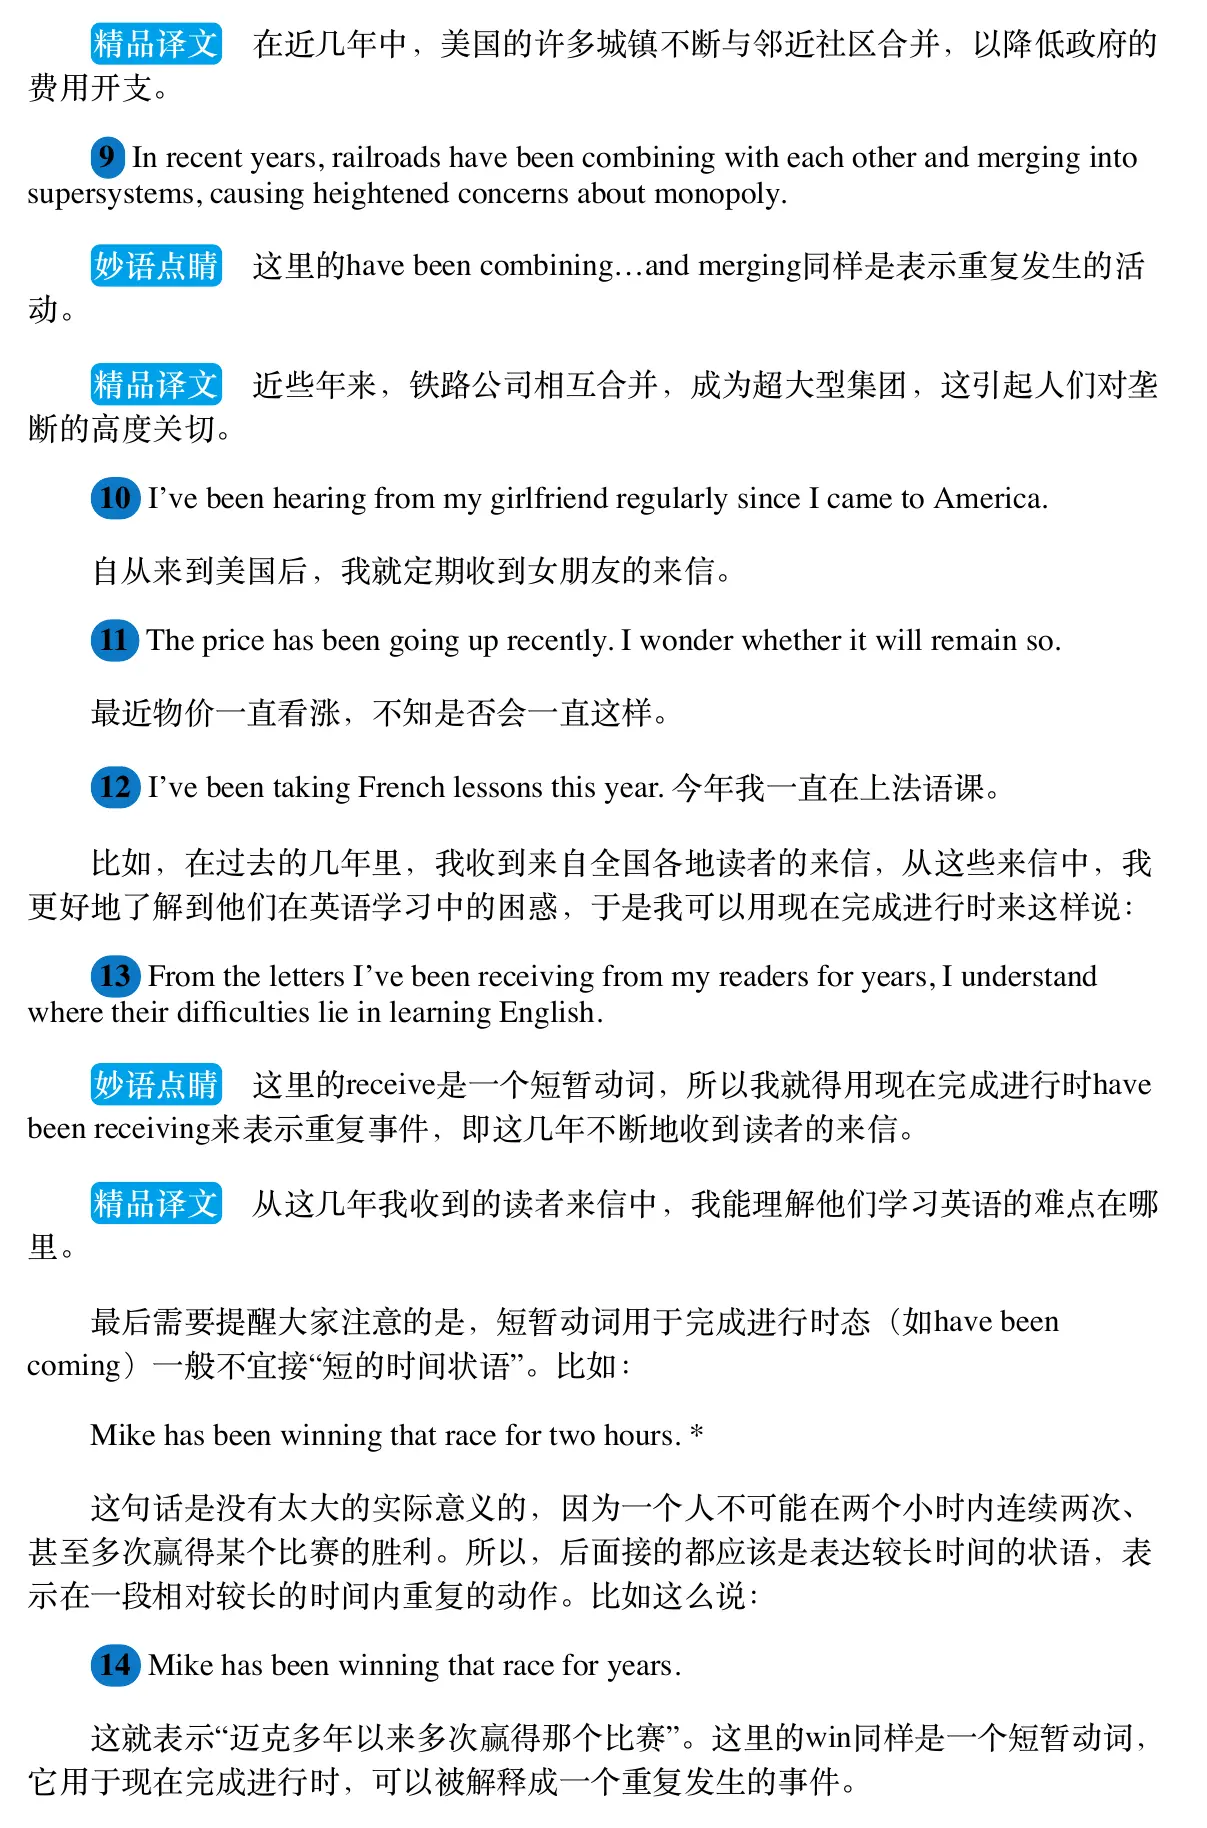 精品译文 在近几年中，美国的许多城镇不断与邻近社区合并，以降低政府的
费用开支。
9 In recent years, railroads have been combining with each other and merging into
supersystems, causing heightened concerns about monopoly.
妙语点睛 这里的have been combining…and merging同样是表示重复发生的活
动。
精品译文 近些年来，铁路公司相互合并，成为超大型集团，这引起人们对垄
断的高度关切。
10 I’ve been hearing from my girlfriend regularly since I came to America.
自从来到美国后，我就定期收到女朋友的来信。
11 The price has been going up recently. I wonder whether it will remain so.
最近物价一直看涨，不知是否会一直这样。
12 I’ve been taking French lessons this year. 今年我一直在上法语课。
比如，在过去的几年里，我收到来自全国各地读者的来信，从这些来信中，我
更好地了解到他们在英语学习中的困惑，于是我可以用现在完成进行时来这样说：
13 From the letters I’ve been receiving from my readers for years, I understand
where their difficulties lie in learning English.
妙语点睛 这里的receive是一个短暂动词，所以我就得用现在完成进行时have
been receiving来表示重复事件，即这几年不断地收到读者的来信。
精品译文 从这几年我收到的读者来信中，我能理解他们学习英语的难点在哪
里。
最后需要提醒大家注意的是，短暂动词用于完成进行时态（如have been
coming）一般不宜接“短的时间状语”。比如：
Mike has been winning that race for two hours. *
这句话是没有太大的实际意义的，因为一个人不可能在两个小时内连续两次、
甚至多次赢得某个比赛的胜利。所以，后面接的都应该是表达较长时间的状语，表
示在一段相对较长的时间内重复的动作。比如这么说：
14 Mike has been winning that race for years.
这就表示“迈克多年以来多次赢得那个比赛”。这里的win同样是一个短暂动词，
它用于现在完成进行时，可以被解释成一个重复发生的事件。